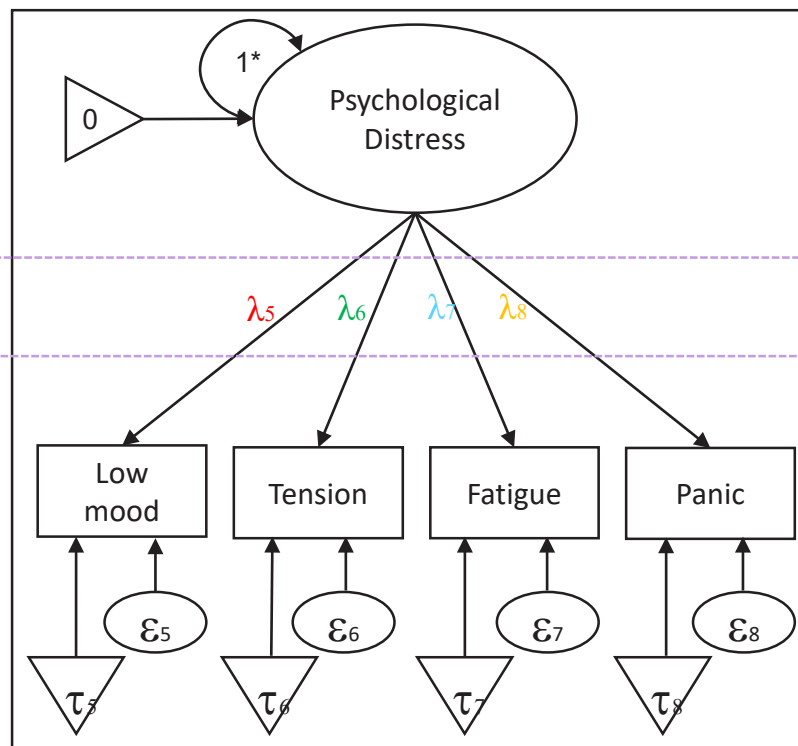 1*
0
Psychological
Distress
λ5 λ6 λ7 λ8
Low
mood
Tension
Fatigue
Panic
ε5 ε6 ε7 ε8
τ5 τ6 τ7 τ8